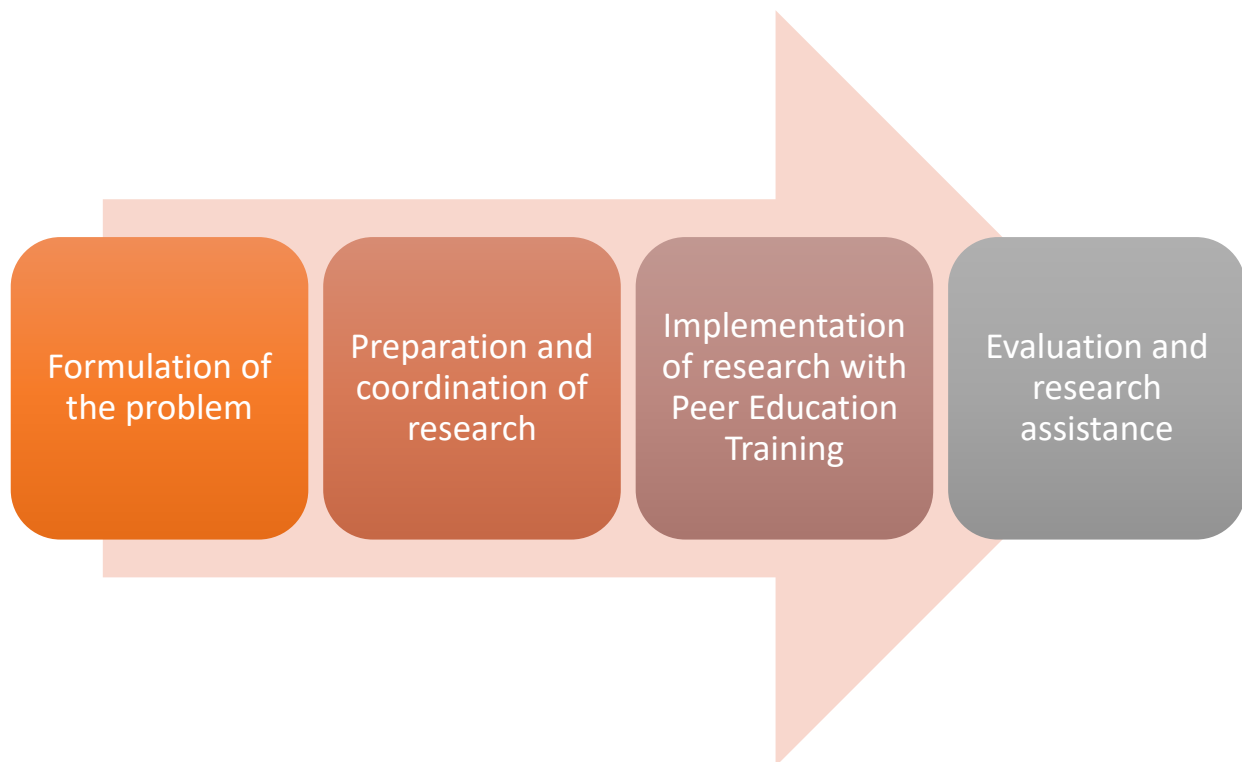 Formulation of
the problem
Preparation and
coordination of
research
Implementation
of research with
Peer Education
Training
Evaluation and
research
assistance